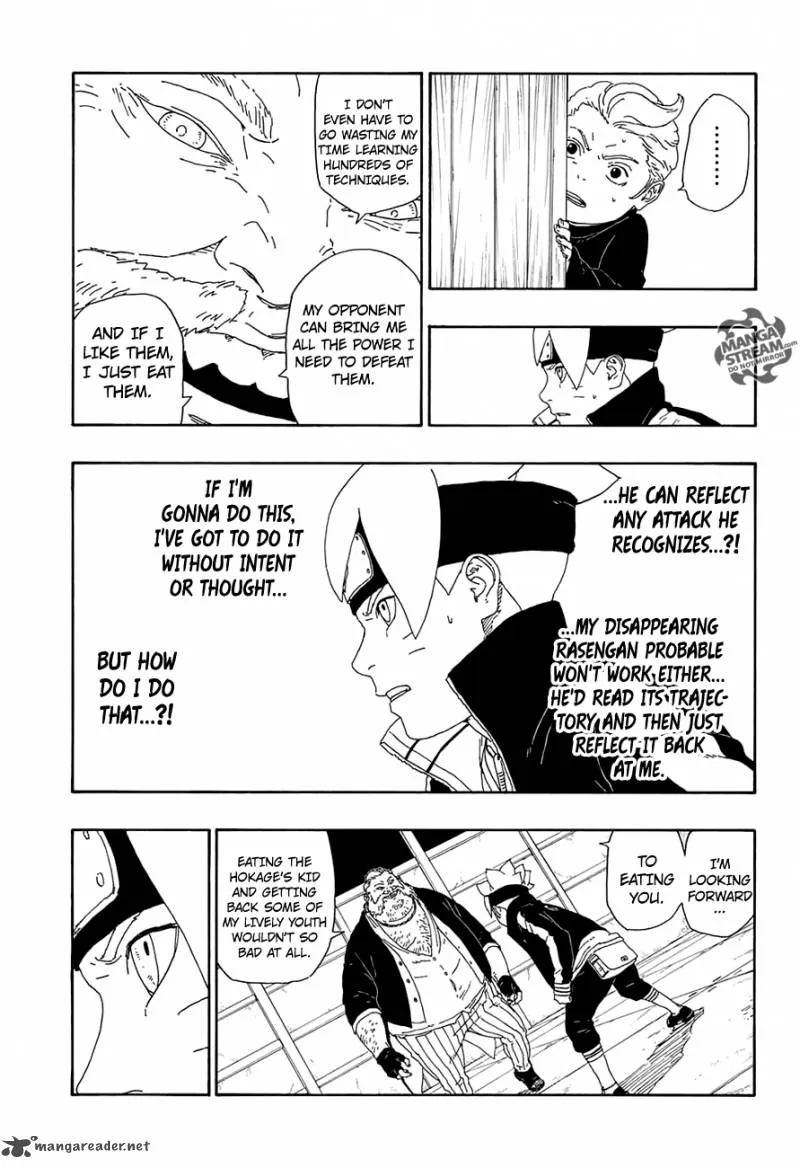 .........
I DON'T
EVEN HAVE TO
GO WASTING MY
TIME LEARNING
HUNDREDS OF
TECHNIQUES.
MY OPPONENT
CAN BRING ME
ALL THE POWER I
NEED TO DEFEAT
THEM.
AND IF I
LIKE THEM,
I JUST EAT
THEM.
MANGA
STREAM.com
DO NOT MIRROR
...HE CAN REFLECT
ANY ATTACK HE
RECOGNIZES...?!
...MY DISAPPEARING
RASENGAN PROBABLE
WON'T WORK EITHER...
HE'D READ ITS TRAJEC-
TORY AND THEN JUST
REFLECT IT BACK
AT ME.
IF I'M
GONNA DO THIS,
I'VE GOT TO DO IT
WITHOUT INTENT
OR THOUGHT...
BUT HOW
DO I DO
THAT...?!
I'M
LOOKING
FORWARD
...
TO
EATING
YOU.
EATING THE
HOKAGE'S KID
AND GETTING
BACK SOME OF
MY LIVELY YOUTH
WOULDN'T SO
BAD AT ALL.
mangareader.net